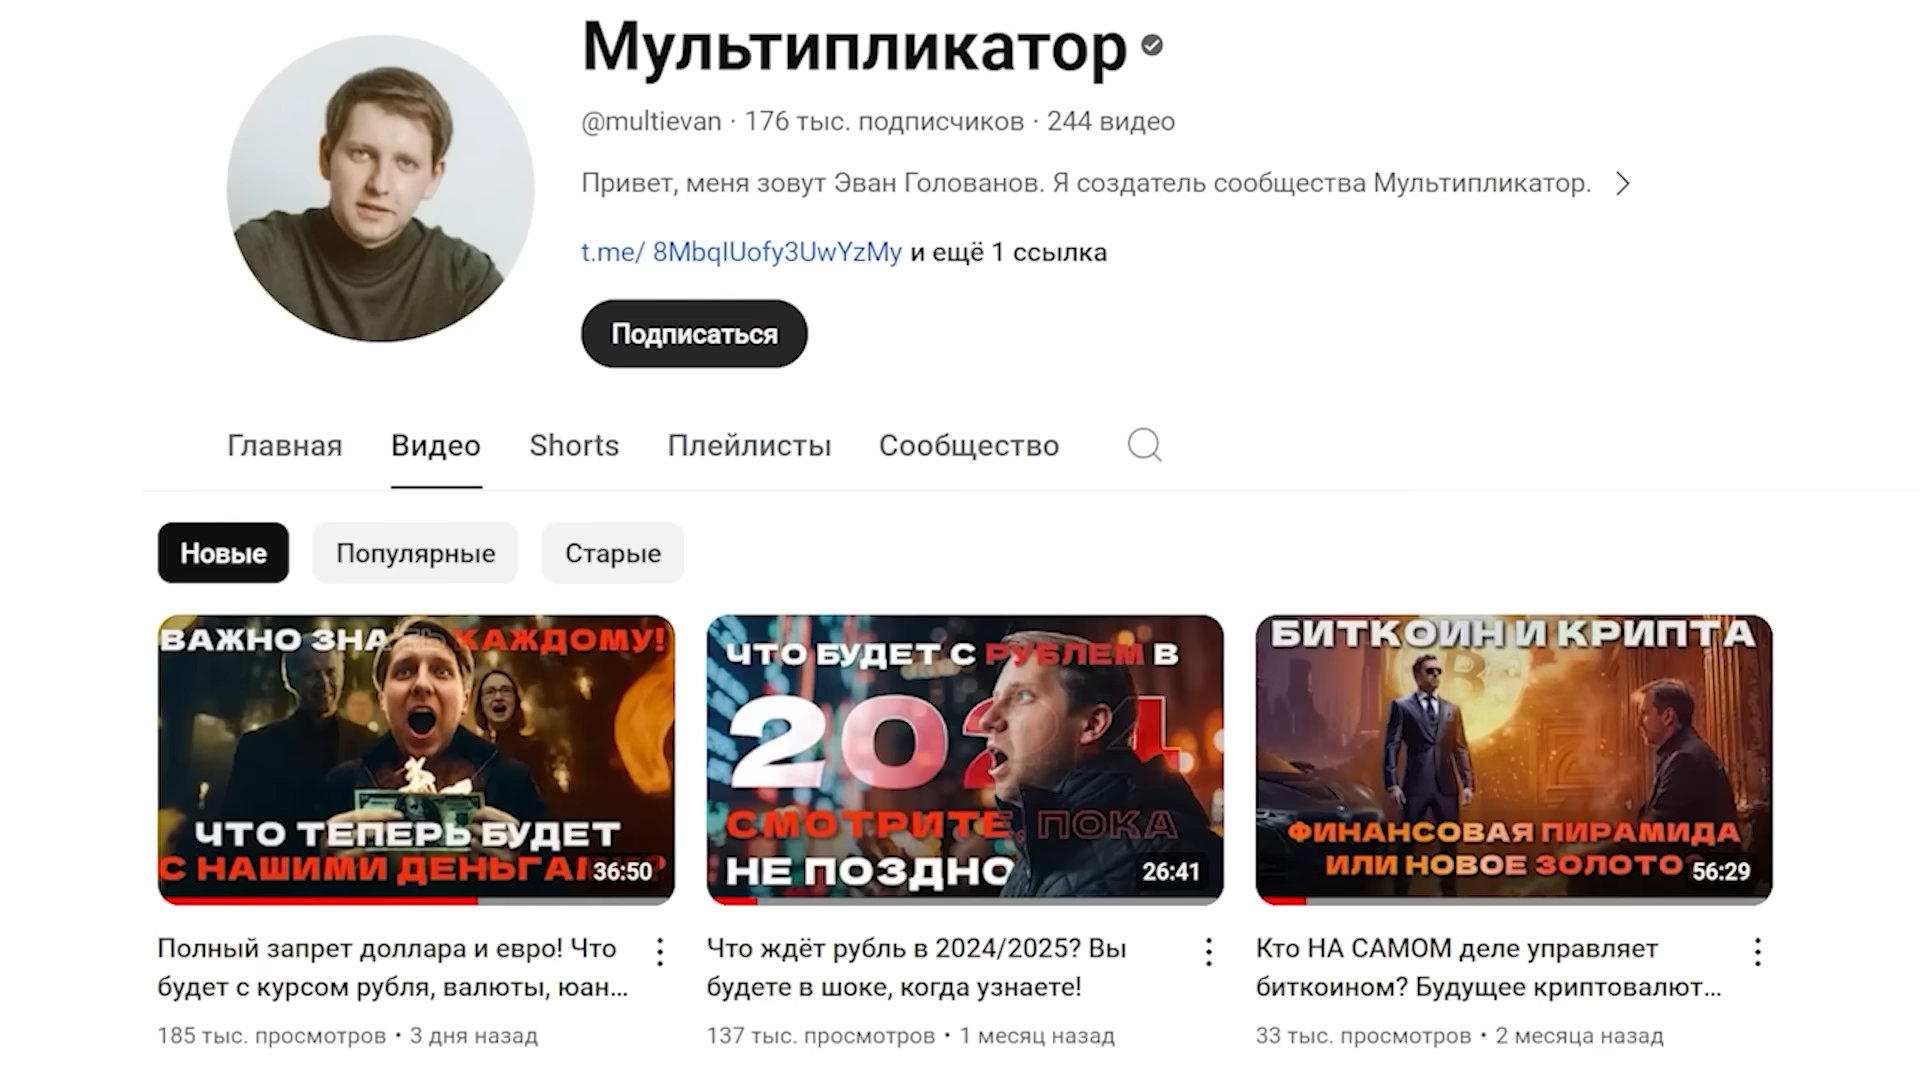 Мультипликатор
@multievan · 176 тыс. подписчиков · 244 видео
Привет, меня зовут Эван Голованов. Я создатель сообщества Мультипликатор.
t.me/ 8MbqIUofy3UwYzMy и ещё 1 ссылка
Подписаться
Главная Видео Shorts Плейлисты Сообщество
Новые Популярные Старые
ВАЖНО ЗНАТЬ КАЖДОМУ!
ЧТО ТЕПЕРЬ БУДЕТ
С НАШИМИ ДЕНЬГАМИ?
36:50
ЧТО БУДЕТ С РУБЛЕМ В
2024
СМОТРИТЕ, ПОКА
НЕ ПОЗДНО
26:41
БИТКОИН И КРИПТА
ФИНАНСОВАЯ ПИРАМИДА
ИЛИ НОВОЕ ЗОЛОТО
56:29
Полный запрет доллара и евро! Что
будет с курсом рубля, валюты, юан...
185 тыс. просмотров • 3 дня назад
Что ждёт рубль в 2024/2025? Вы
будете в шоке, когда узнаете!
137 тыс. просмотров • 1 месяц назад
Кто НА САМОМ деле управляет
биткоином? Будущее криптовалют...
33 тыс. просмотров • 2 месяца назад